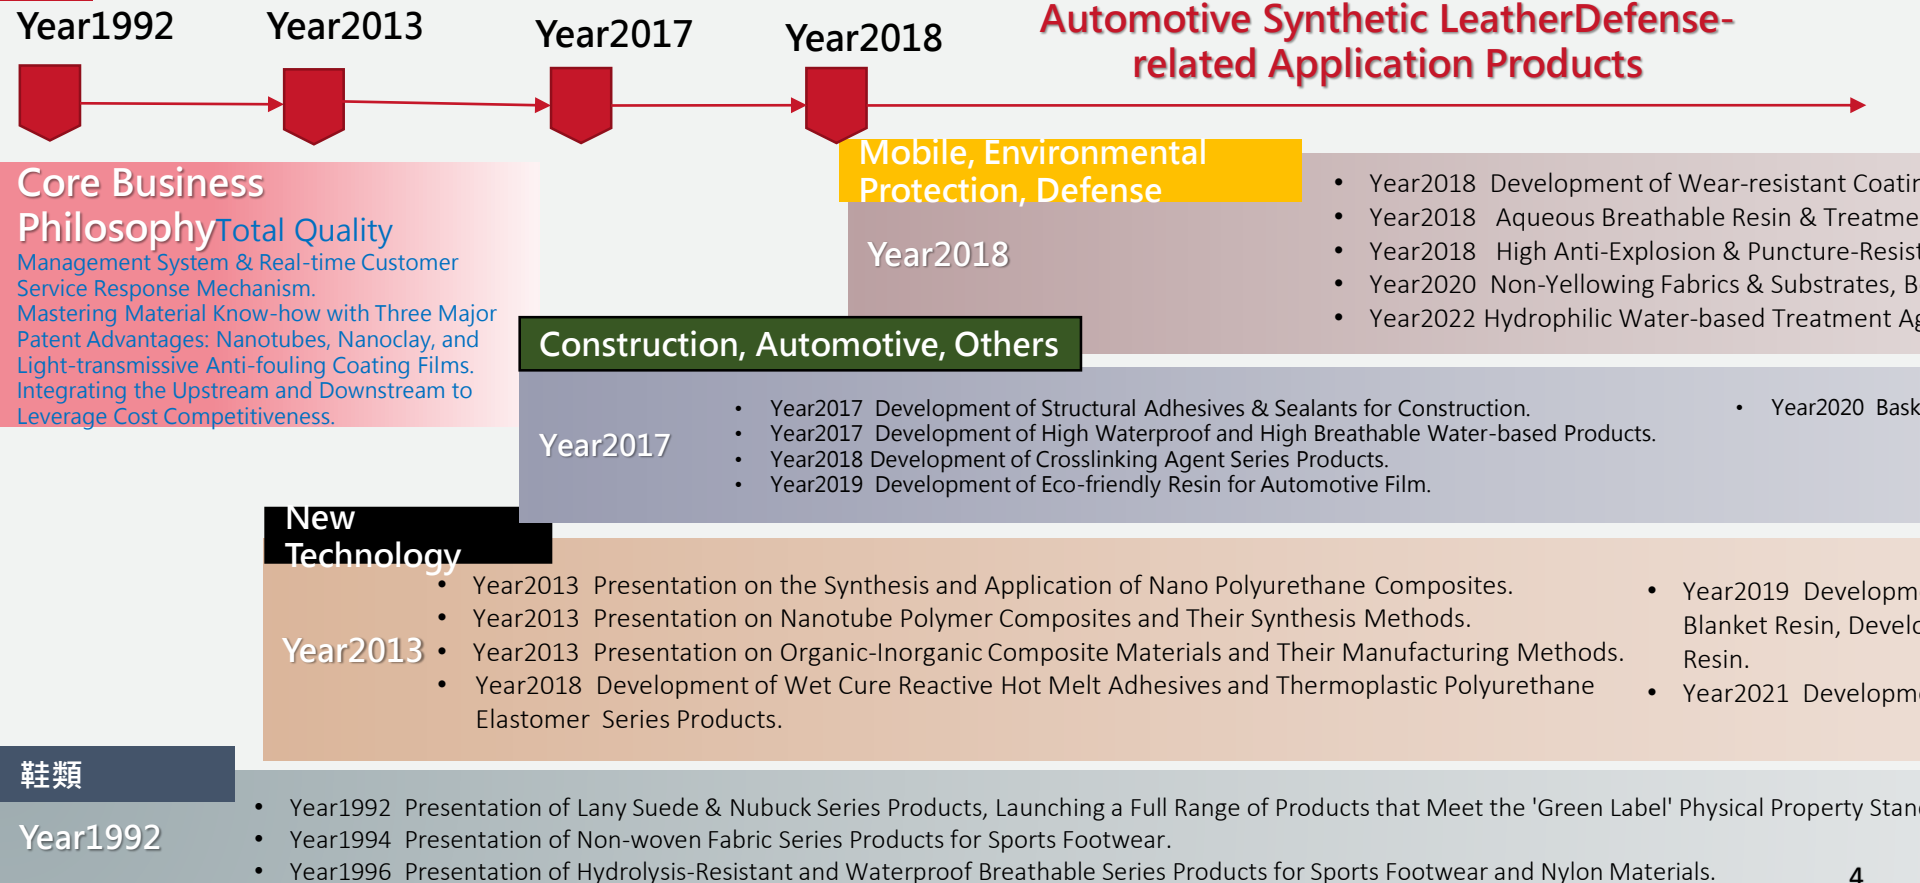 Year1992
Year2013
Year2017
Year2018
Automotive Synthetic LeatherDefense-
related Application Products
Core Business
PhilosophyTotal Quality
Management System & Real-time Customer
Service Response Mechanism.
Mastering Material Know-how with Three Major
Patent Advantages: Nanotubes, Nanoclay, and
Light-transmissive Anti-fouling Coating Films.
Integrating the Upstream and Downstream to
Leverage Cost Competitiveness.
Mobile, Environmental
Protection, Defense
Year2018
• Year2018 Development of Wear-resistant
• Year2018 Aqueous Breathable Resin &
• Year2018 High Anti-Explosion &
• Year2020 Non-Yellowing Fabrics & Substrates,
• Year2022 Hydrophilic Water-based Treatment
Construction, Automotive, Others
Year2017
• Year2017 Development of Structural Adhesives & Sealants for Construction.
• Year2017 Development of High Waterproof and High Breathable Water-based Products.
• Year2018 Development of Crosslinking Agent Series Products.
• Year2019 Development of Eco-friendly Resin for Automotive Film.
• Year2020
New
Technology
Year2013
• Year2013 Presentation on the Synthesis and Application of Nano Polyurethane Composites.
• Year2013 Presentation on Nanotube Polymer Composites and Their Synthesis Methods.
• Year2013 Presentation on Organic-Inorganic Composite Materials and Their Manufacturing Methods.
• Year2018 Development of Wet Cure Reactive Hot Melt Adhesives and Thermoplastic Polyurethane
Elastomer Series Products.
• Year2019
Blanket Resin,
Resin.
• Year2021
鞋類
Year1992
• Year1992 Presentation of Lany Suede & Nubuck Series Products, Launching a Full Range of Products that Meet the 'Green Label' Physical Property
• Year1994 Presentation of Non-woven Fabric Series Products for Sports Footwear.
• Year1996 Presentation of Hydrolysis-Resistant and Waterproof Breathable Series Products for Sports Footwear and Nylon Materials.
4